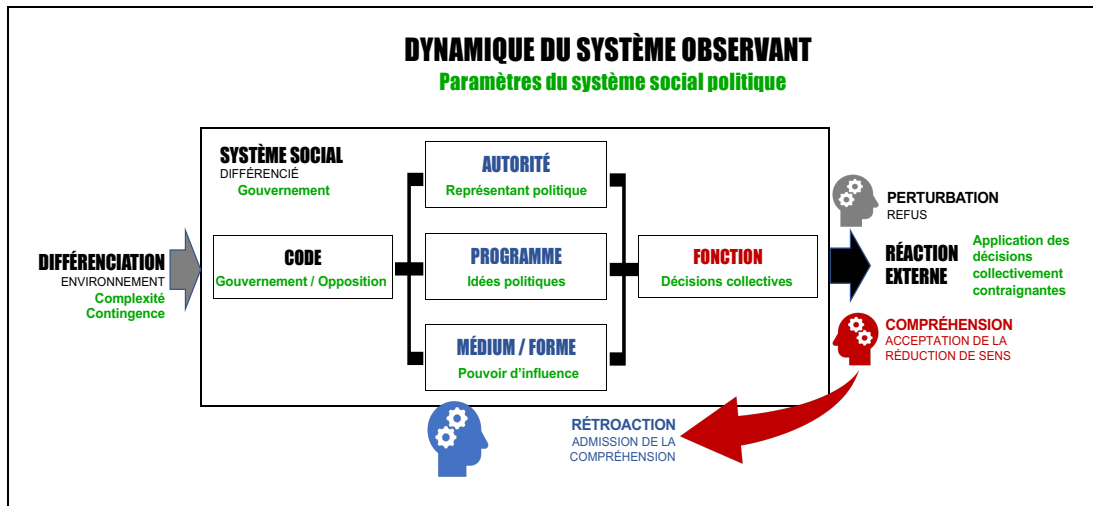 DYNAMIQUE DU SYSTÈME OBSERVANT
Paramètres du système social politique
SYSTÈME SOCIAL
DIFFÉRENCIÉ
Gouvernement
AUTORITÉ
Représentant politique
DIFFÉRENCIATION
ENVIRONNEMENT
Complexité
Contingence
CODE
Gouvernement / Opposition
PROGRAMME
Idées politiques
FONCTION
Décisions collectives
MÉDIUM / FORME
Pouvoir d’influence
PERTURBATION
REFUS
RÉACTION
EXTERNE
Application des
décisions
collectivement
contraignantes
COMPRÉHENSION
ACCEPTATION DE LA
RÉDUCTION DE SENS
RÉTROACTION
ADMISSION DE LA
COMPRÉHENSION